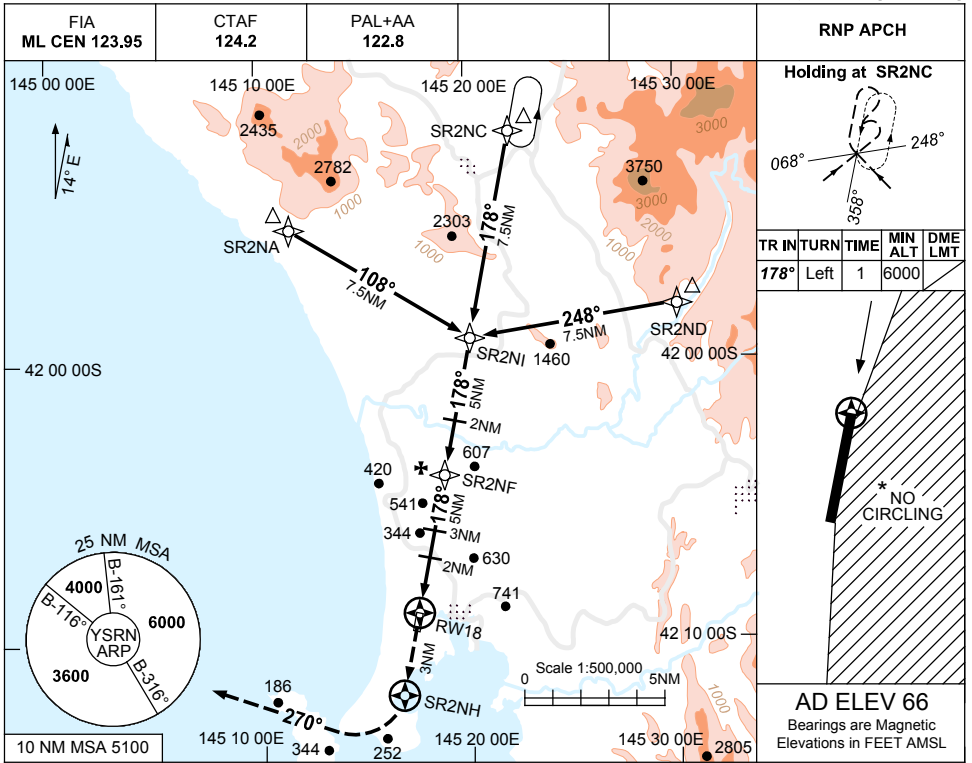 FIA
ML CEN 123.95
CTAF
124.2
PAL+AA
122.8
RNP APCH
145 00 00E
145 10 00E
145 20 00E
145 30 00E
Holding at SR2NC
068°
248°
358°
TR IN
TURN
TIME
MIN ALT
DME LMT
178°
Left
1
6000
14° E
2435
2000
2782
1000
SR2NC
3000
3750
3000
2000
1000
2303
1000
178°
7.5NM
SR2NA
108°
7.5NM
248°
7.5NM
SR2ND
SR2NI
1460
42 00 00S
42 00 00S
178°
5NM
2NM
607
420
SR2NF
541
178°
5NM
344
3NM
630
2NM
741
RW18
42 10 00S
3NM
SR2NH
Scale 1:500,000
0
5NM
* NO CIRCLING
25 NM MSA
4000
B-161°
6000
B-116°
YSRN
ARP
3600
B-316°
186
270°
344
252
145 10 00E
145 20 00E
145 30 00E
1000
2805
10 NM MSA 5100
AD ELEV 66
Bearings are Magnetic
Elevations in FEET AMSL